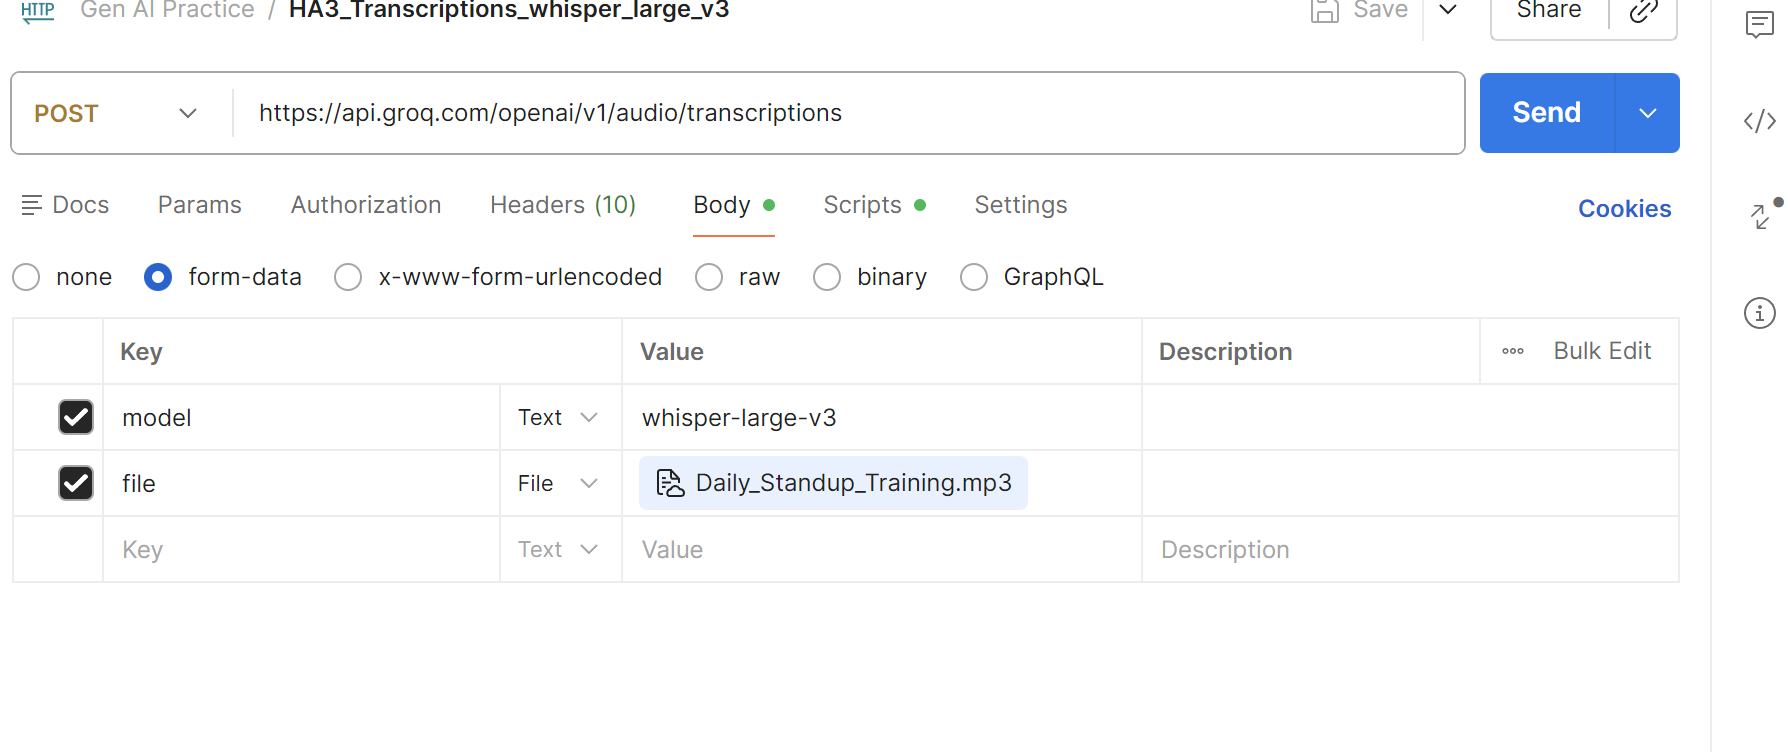 HTTP Gen AI Practice / HA3_Transcriptions_whisper_large_v3 Save Share
POST https://api.groq.com/openai/v1/audio/transcriptions Send
Docs Params Authorization Headers (10) Body Scripts Settings Cookies
none form-data x-www-form-urlencoded raw binary GraphQL
Key Value Description Bulk Edit
model Text whisper-large-v3
file File Daily_Standup_Training.mp3
Key Text Value Description